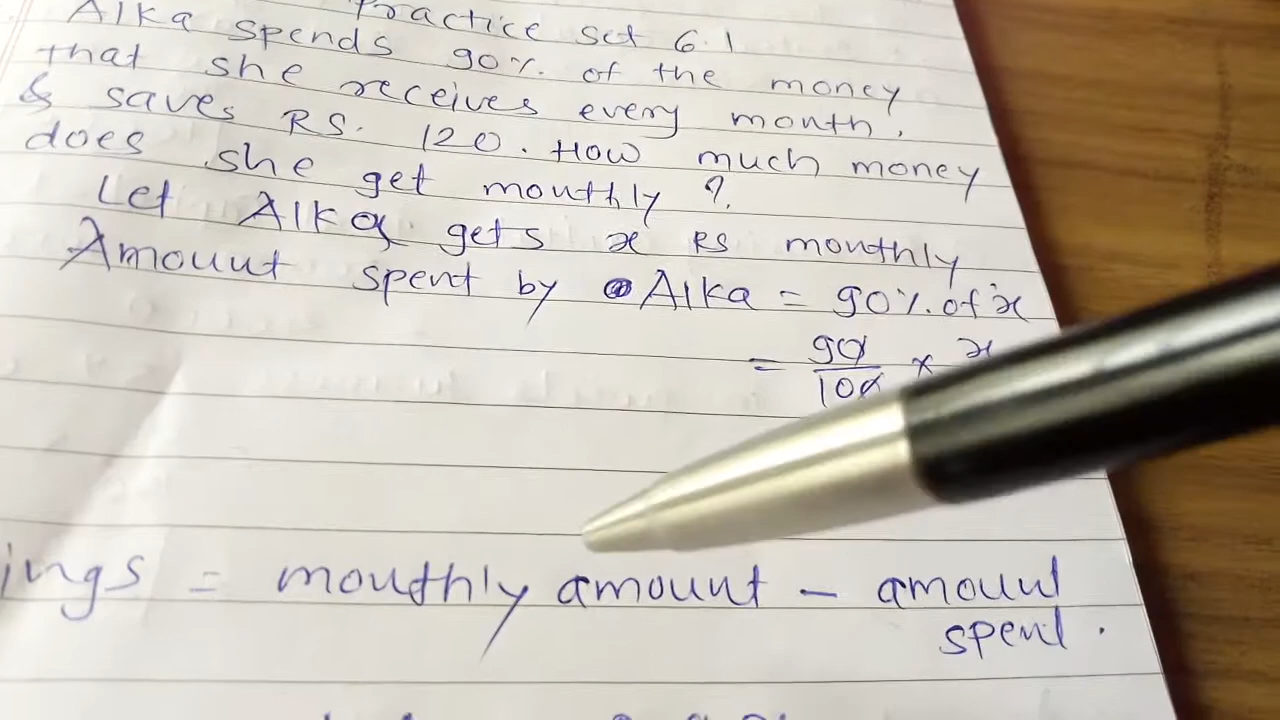 Practice set 6.1
Alka spends 90% of the money
that she receives every month,
& saves RS. 120. How much money
does she get monthly ?
Let Alka gets x RS monthly
Amount spent by Alka = 90% of x
= 90/100 × x
ings = monthly amount - amount
spent.